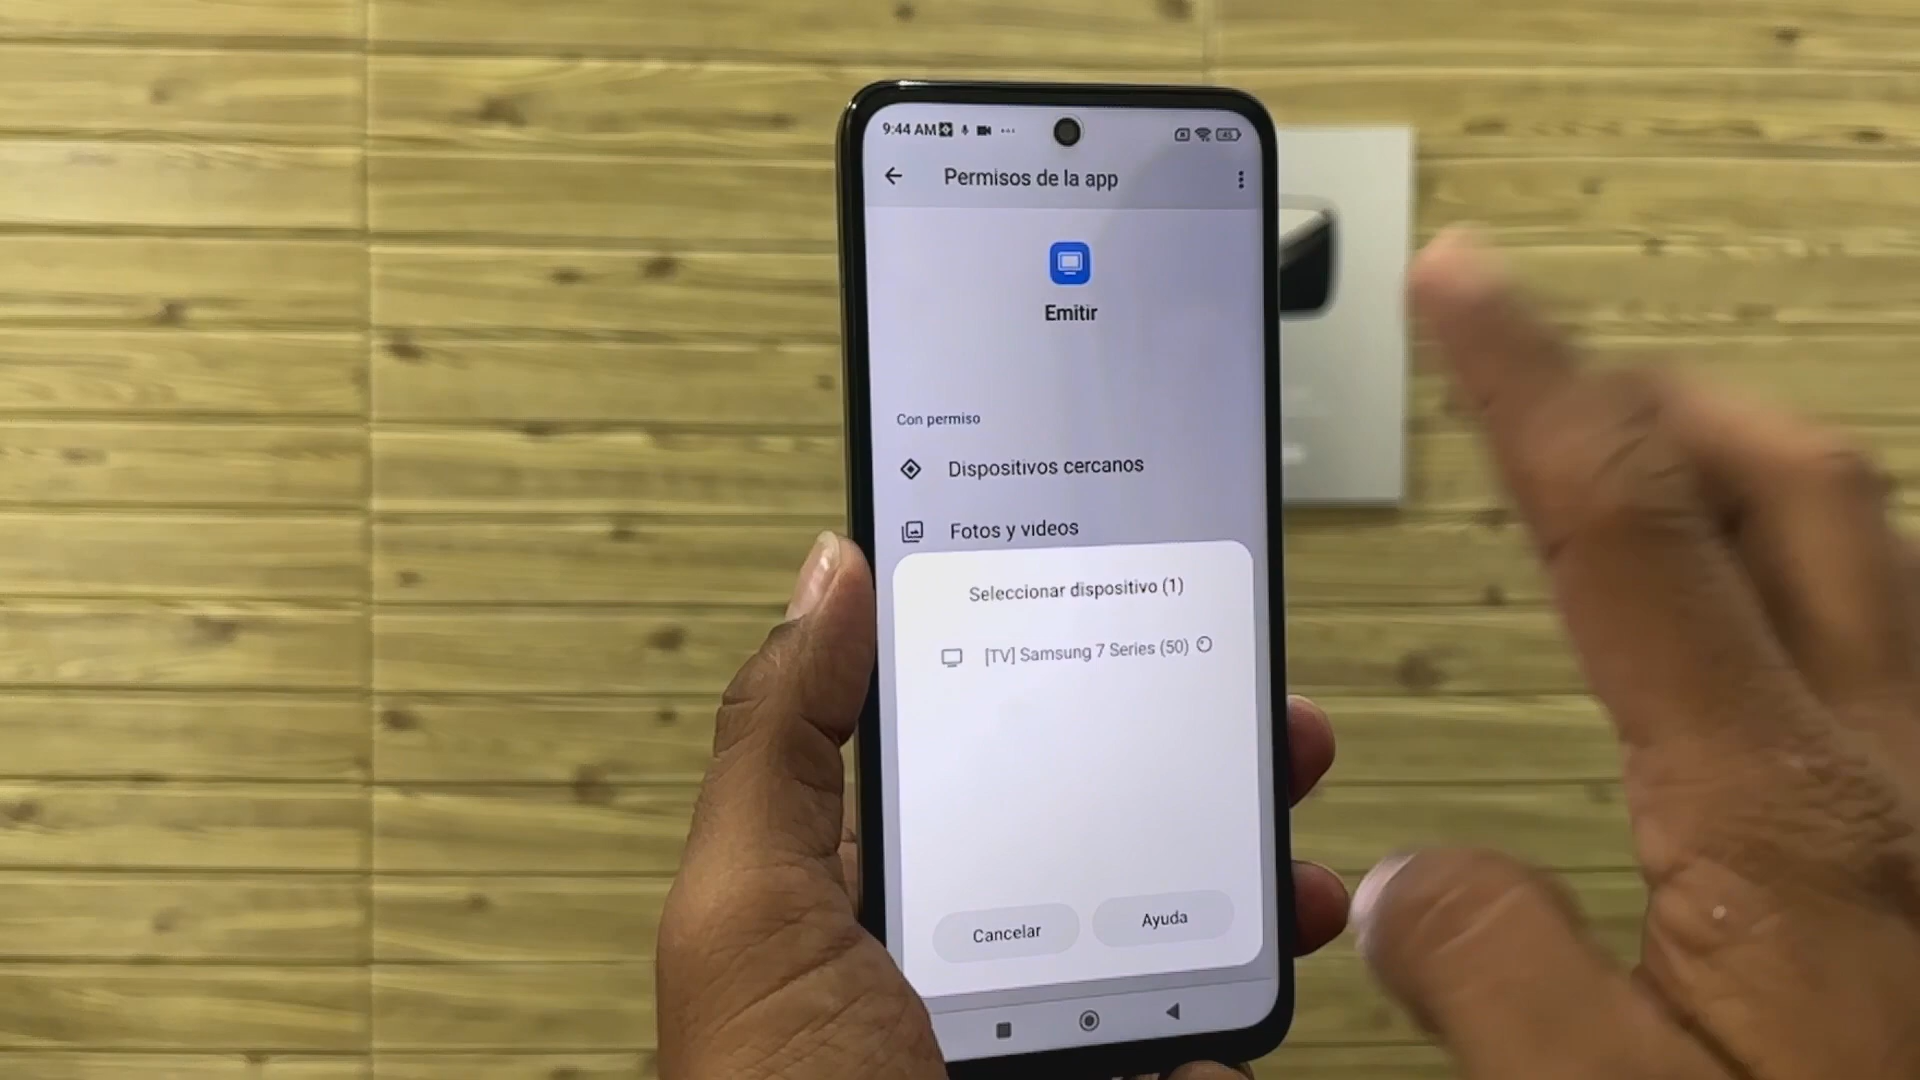 9:44 AM
45
Permisos de la app
Emitir
Con permiso
Dispositivos cercanos
Fotos y videos
Seleccionar dispositivo (1)
[TV] Samsung 7 Series (50)
Cancelar
Ayuda